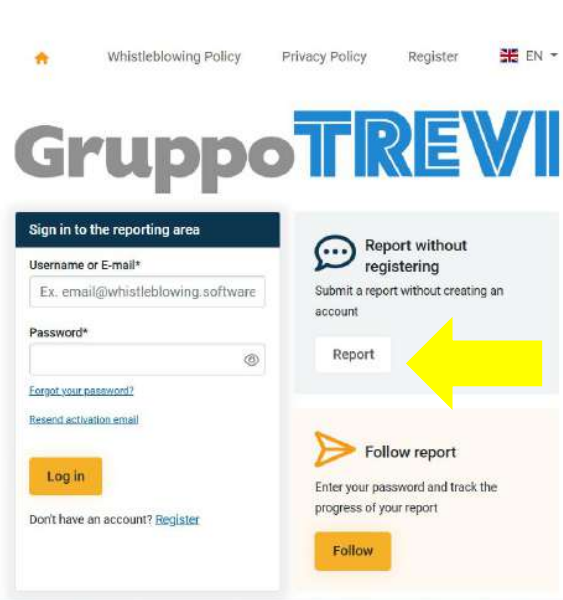 Whistleblowing Policy Privacy Policy Register EN
Gruppo TREVI
Sign in to the reporting area
Username or E-mail*
Ex. email@whistleblowing.software
Password*
Forgot your password?
Resend activation email
Log in
Don't have an account? Register
Report without
registering
Submit a report without creating an
account
Report
Follow report
Enter your password and track the
progress of your report
Follow